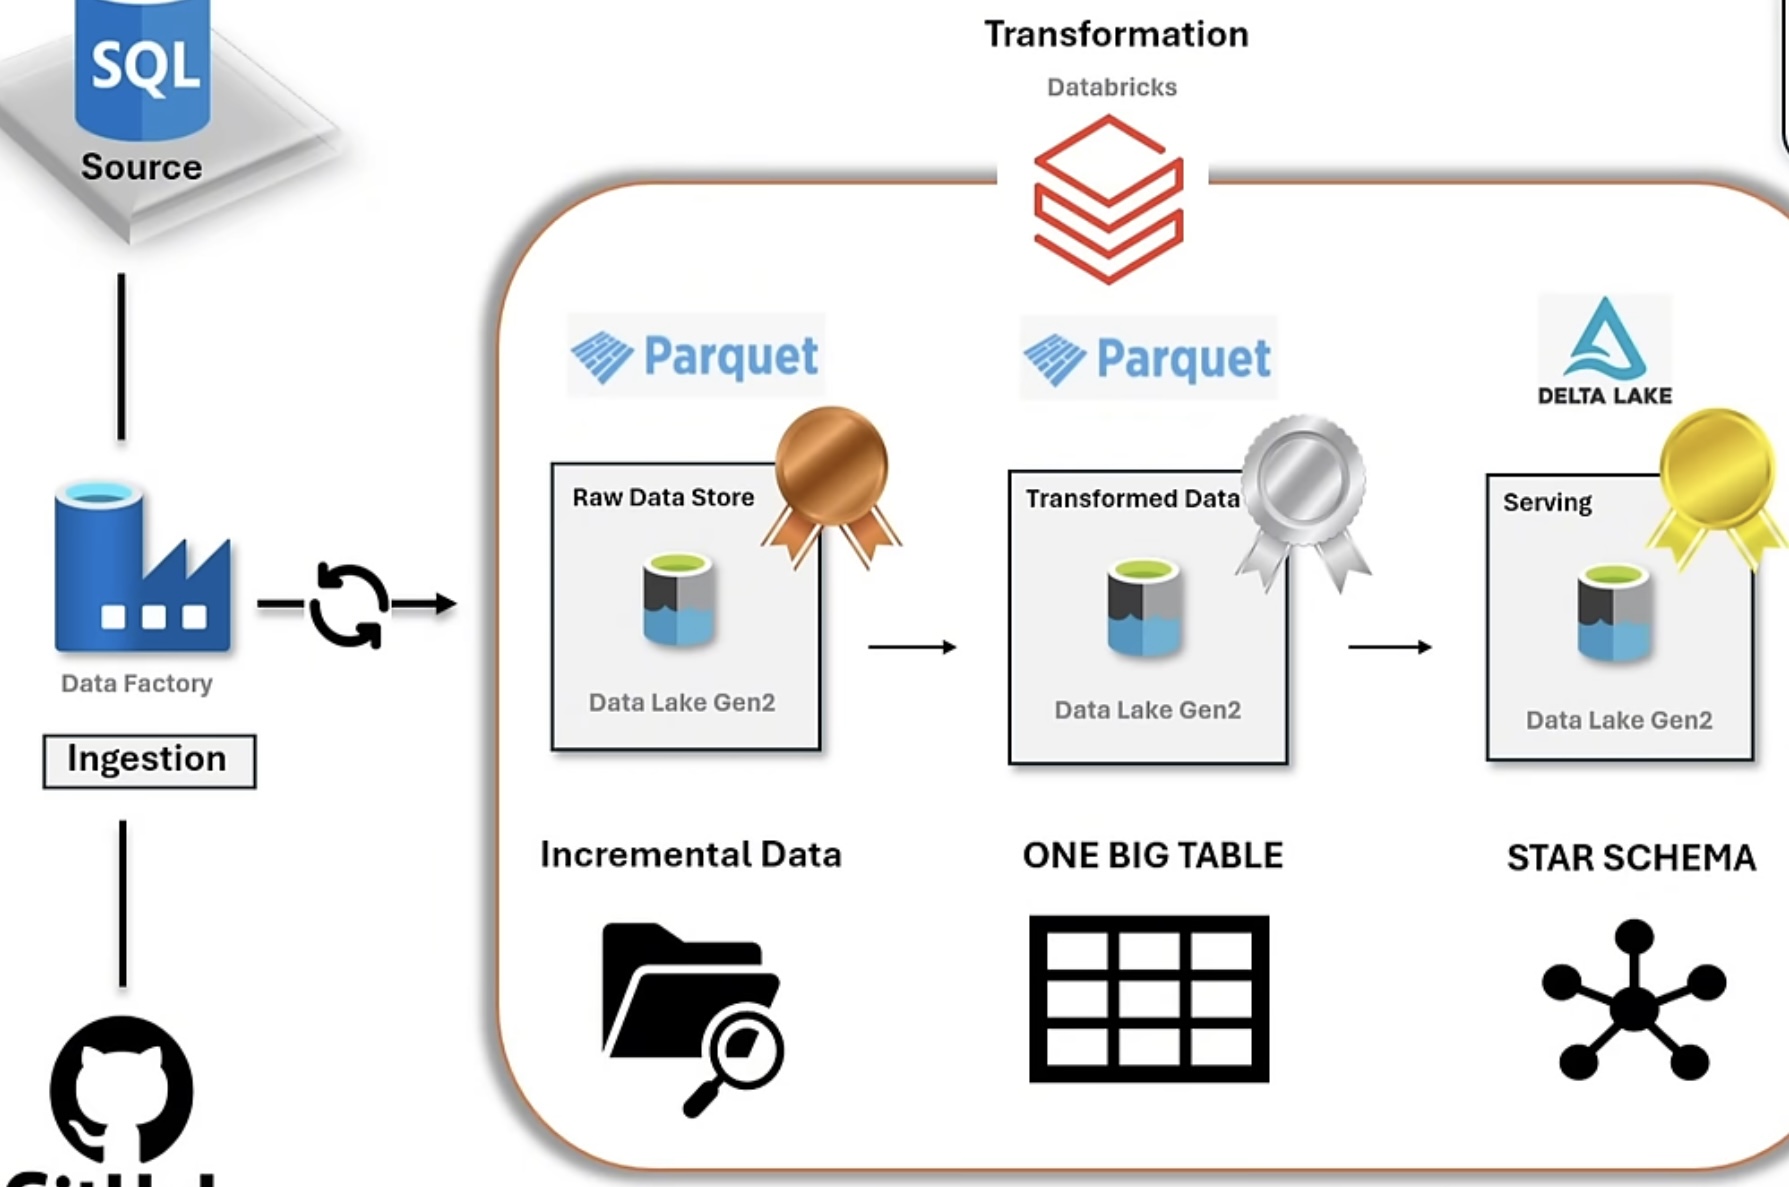 SQL
Source
Data Factory
Ingestion
GitHub
Transformation
Databricks
Parquet
Raw Data Store
Data Lake Gen2
Incremental Data
Parquet
Transformed Data
Data Lake Gen2
ONE BIG TABLE
DELTA LAKE
Serving
Data Lake Gen2
STAR SCHEMA